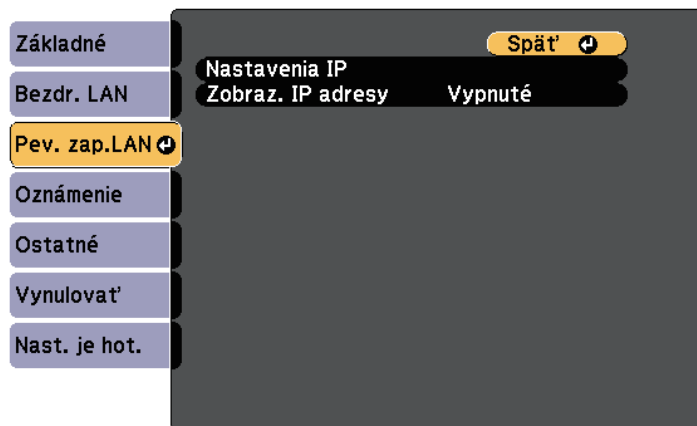 Základné
Bezdr. LAN
Pev. zap.LAN
Oznámenie
Ostatné
Vynulovať
Nast. je hot.
Späť
Nastavenia IP
Zobraz. IP adresy Vypnuté